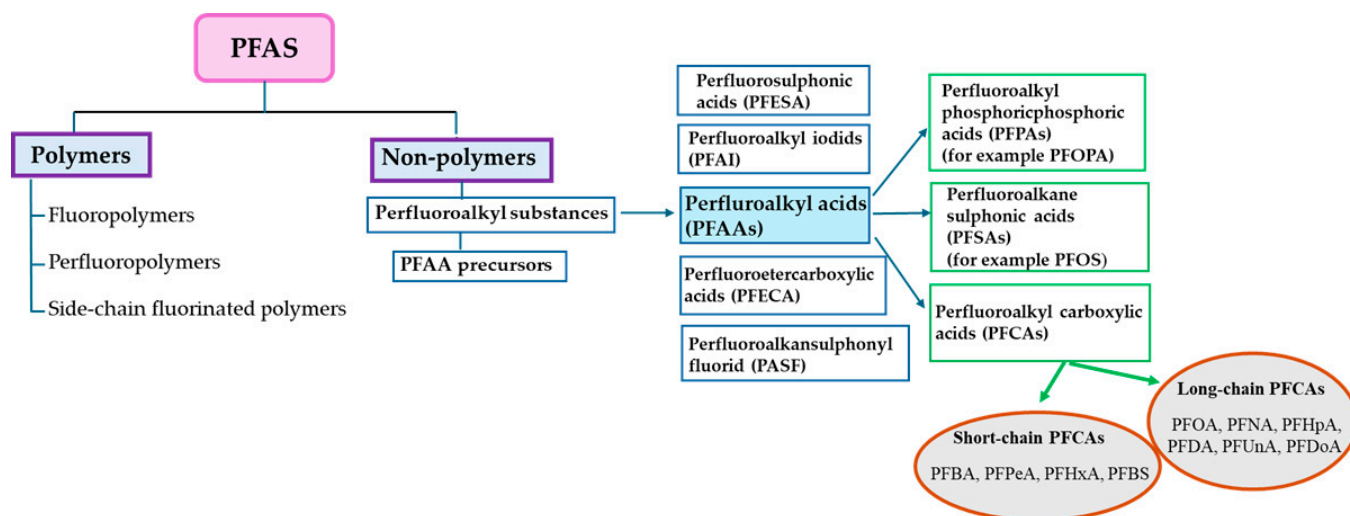 PFAS
Polymers
Fluoropolymers
Perfluoropolymers
Side-chain fluorinated polymers
Non-polymers
Perfluoroalkyl substances
PFAA precursors
Perfluorosulphonic
acids (PFESA)
Perfluoroalkyl iodids
(PFAI)
Perfluroalkyl acids
(PFAAs)
Perfluoroetercarboxylic
acids (PFECA)
Perfluoroalkansulphonyl
fluorid (PASF)
Perfluoroalkyl
phosphoricphosphoric
acids (PFPAs)
(for example PFOPA)
Perfluoroalkane
sulphonic acids
(PFSAs)
(for example PFOS)
Perfluoroalkyl carboxylic
acids (PFCAs)
Short-chain PFCAs
PFBA, PFPeA, PFHxA, PFBS
Long-chain PFCAs
PFOA, PFNA, PFHpA,
PFDA, PFUnA, PFDoA